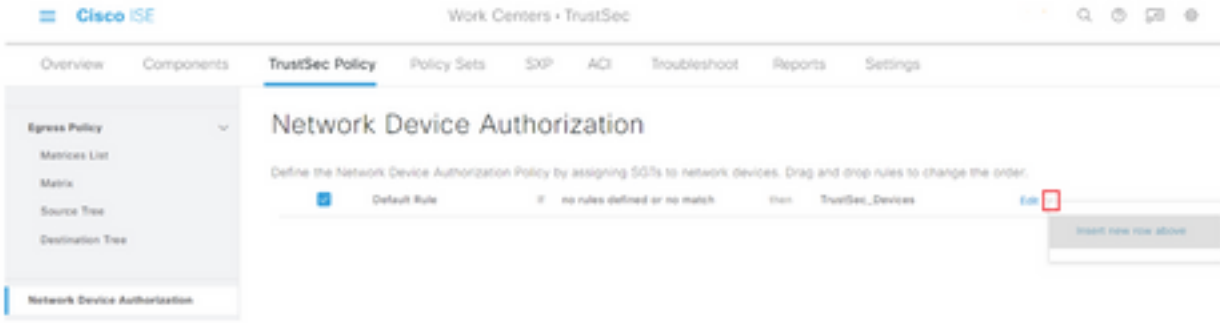 Cisco ISE
Work Centers • TrustSec
Overview Components TrustSec Policy Policy Sets SXP ACI Troubleshoot Reports Settings
Egress Policy
Matrices List
Matrix
Source Tree
Destination Tree
Network Device Authorization
Network Device Authorization
Define the Network Device Authorization Policy by assigning SGTs to network devices. Drag and drop rules to change the order.
Default Rule If no rules defined or no match then TrustSec_Devices Edit
Insert new row above